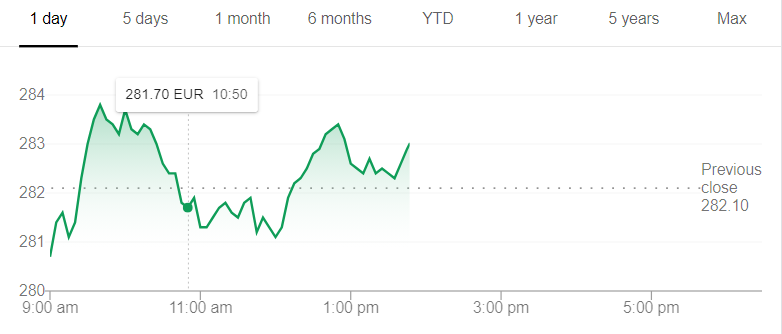 1 day 5 days 1 month 6 months YTD 1 year 5 years Max
281.70 EUR 10:50
284
283
282
281
280
Previous
close
282.10
9:00 am 11:00 am 1:00 pm 3:00 pm 5:00 pm